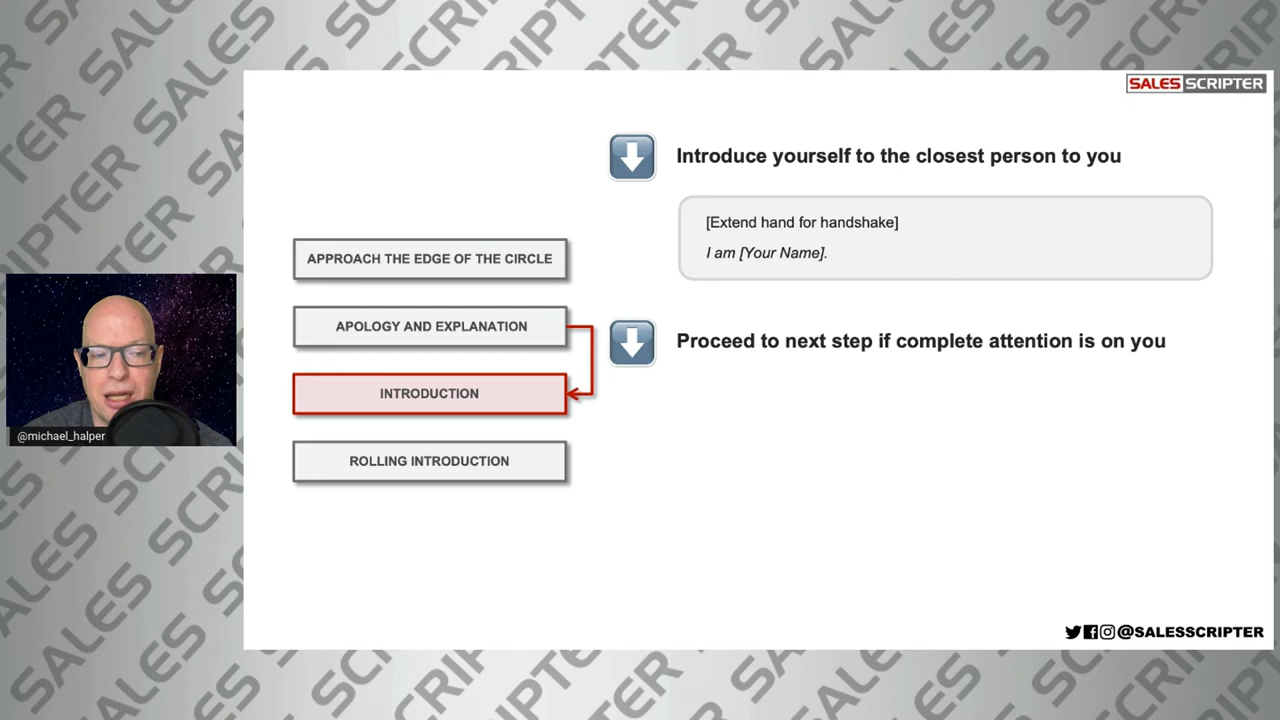 SALES SCRIPTER
Introduce yourself to the closest person to you
[Extend hand for handshake]
I am [Your Name].
APPROACH THE EDGE OF THE CIRCLE
APOLOGY AND EXPLANATION
INTRODUCTION
ROLLING INTRODUCTION
Proceed to next step if complete attention is on you
@michael_halper
@SALESSCRIPTER